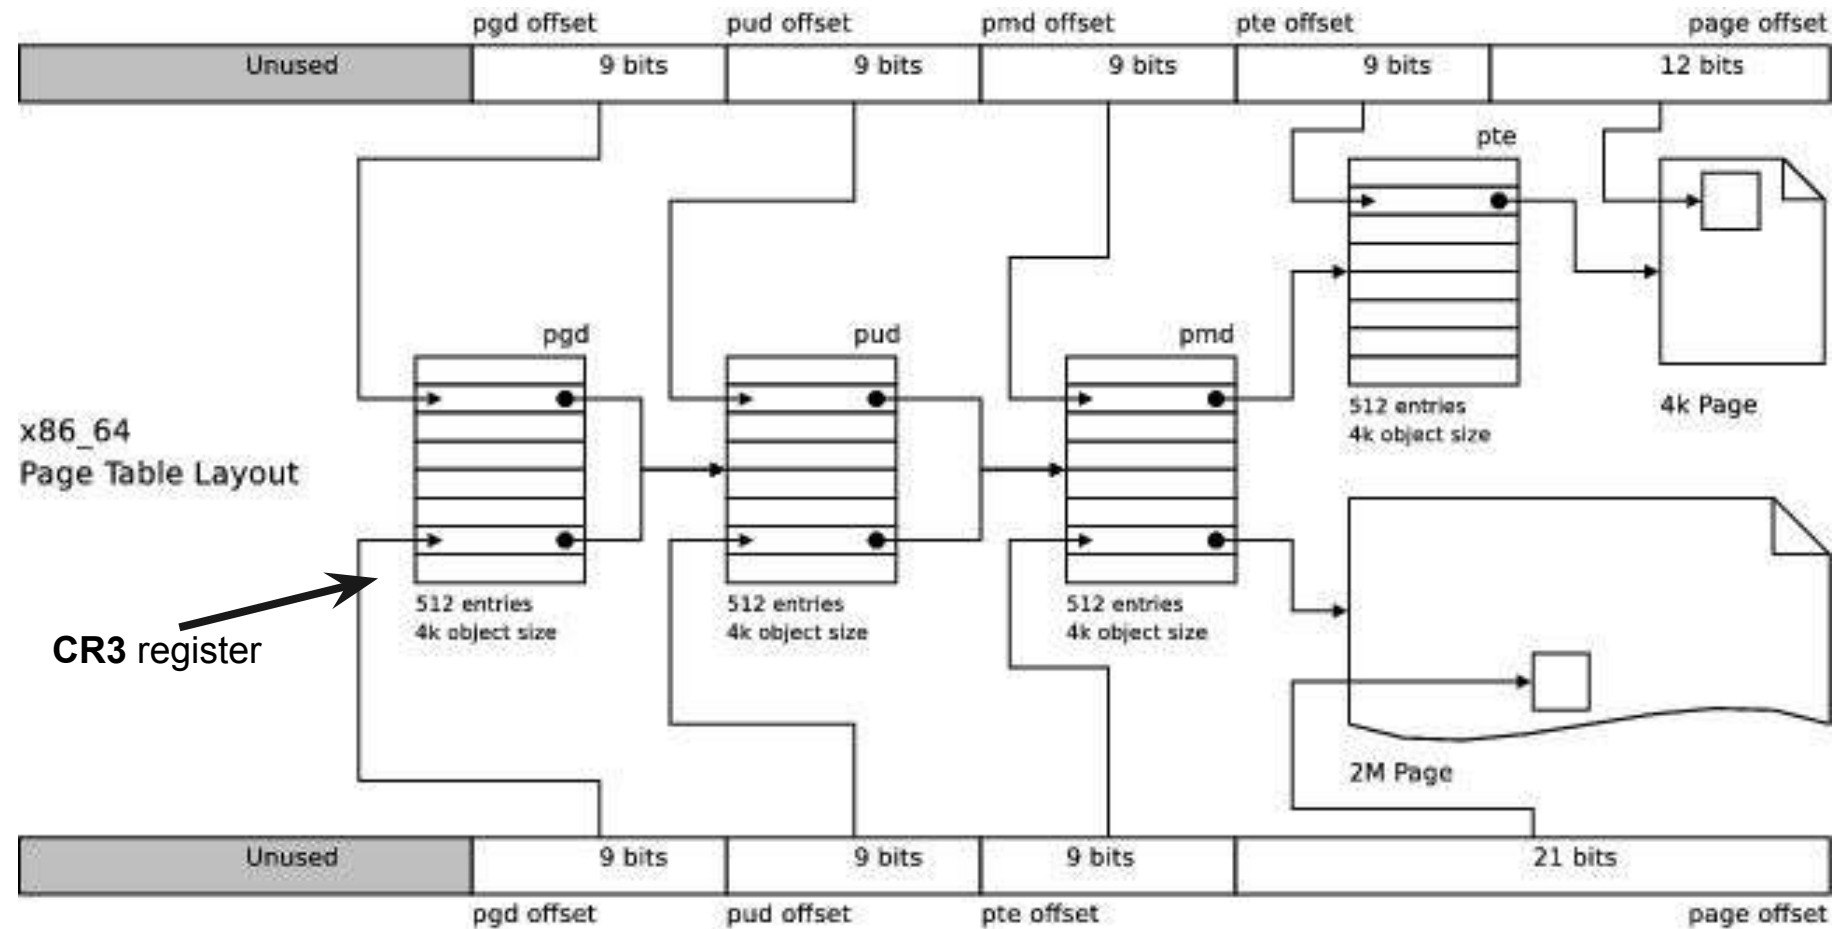 pgd offset pud offset pmd offset pte offset page offset
Unused 9 bits 9 bits 9 bits 9 bits 12 bits
pte
pgd pud pmd
512 entries
4k object size
4k Page
x86_64
Page Table Layout
512 entries
4k object size
512 entries
4k object size
512 entries
4k object size
CR3 register
2M Page
Unused 9 bits 9 bits 9 bits 21 bits
pgd offset pud offset pte offset page offset